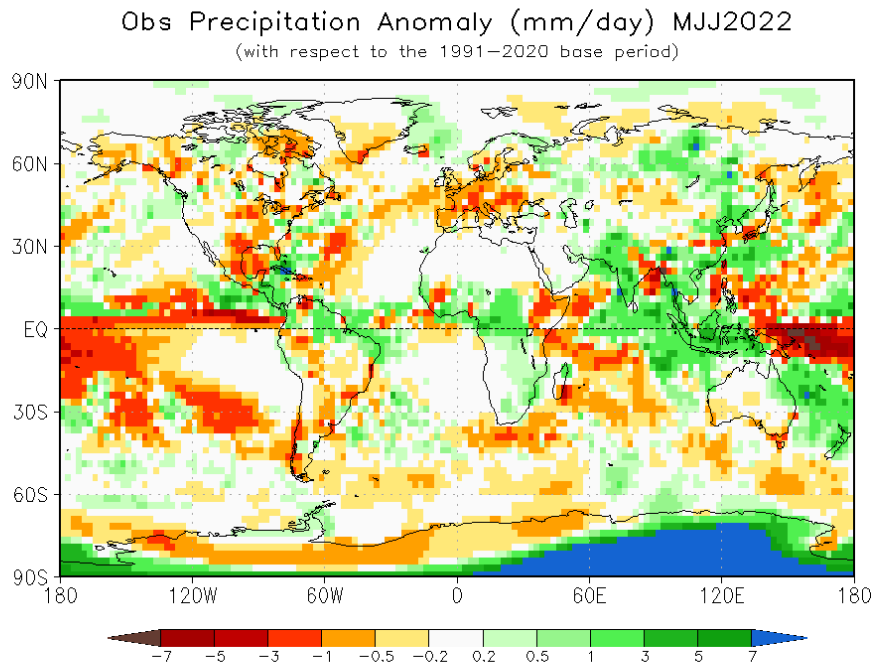 Obs Precipitation Anomaly (mm/day) MJJ2022
(with respect to the 1991–2020 base period)
90N
60N
30N
EQ
30S
60S
90S
180 120W 60W 0 60E 120E 180
−7 −5 −3 −1 −0.5 −0.2 0.2 0.5 1 3 5 7